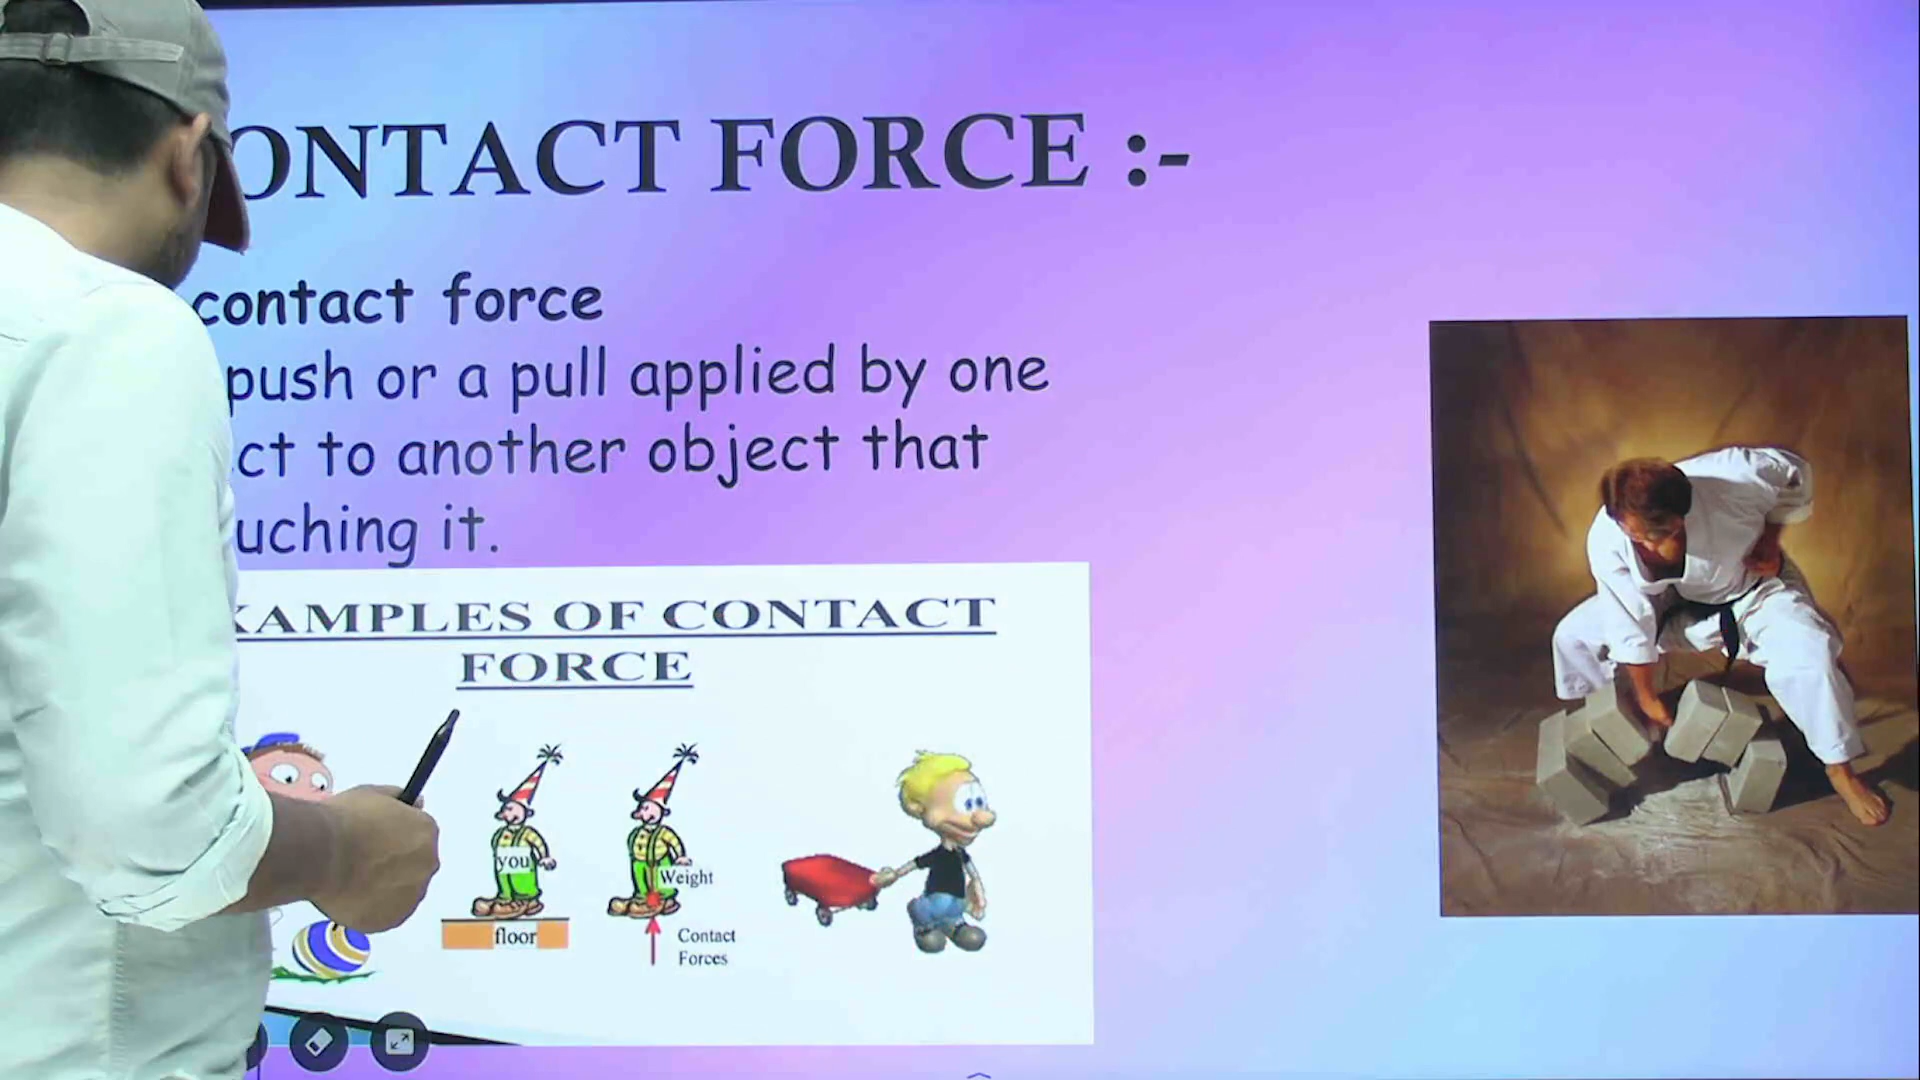 ONTACT FORCE :-
contact force
push or a pull applied by one
ct to another object that
uching it.
XAMPLES OF CONTACT
FORCE
you
floor
Weight
Contact
Forces